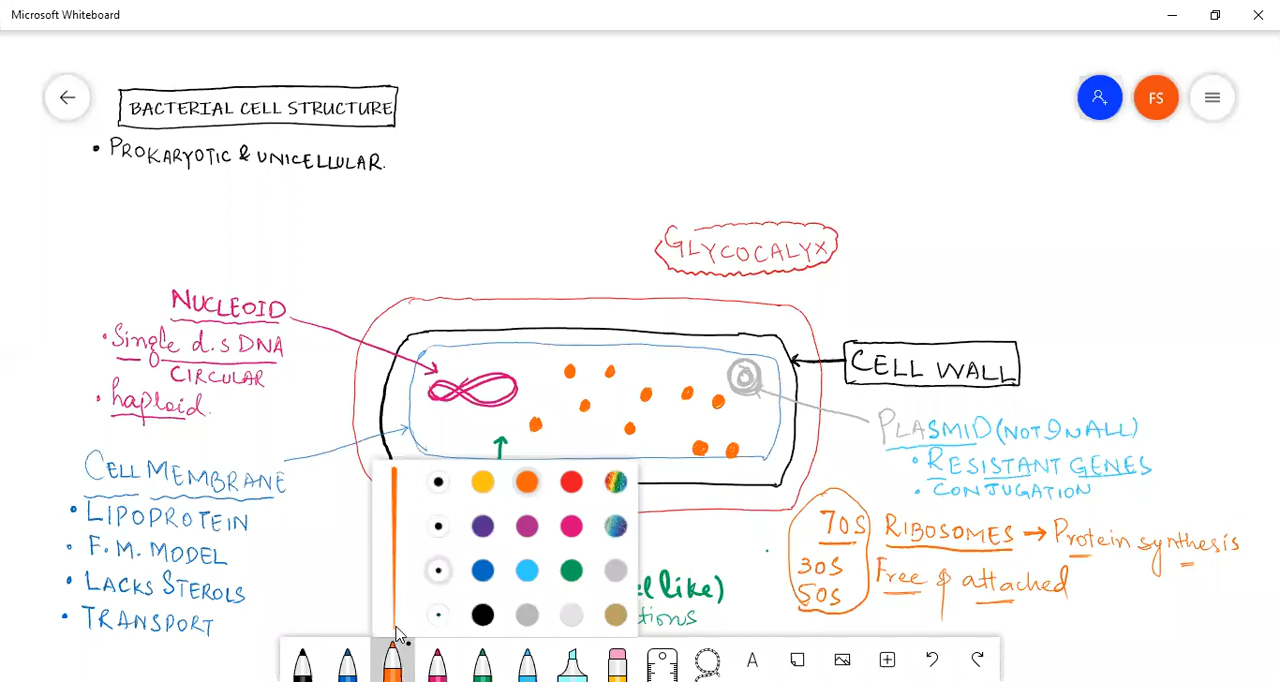 Microsoft Whiteboard
BACTERIAL CELL STRUCTURE
FS
• PROKARYOTIC & UNICELLULAR.
GLYCOCALYX
NUCLEOID
• Single d.s DNA
CIRCULAR
• haploid.
CELL WALL
PLASMID (NOT IN ALL)
• RESISTANT GENES
• CONJUGATION
CELL MEMBRANE
• LIPOPROTEIN
• F.M. MODEL
• LACKS STEROLS
• TRANSPORT
70S RIBOSOMES → Protein synthesis
30S Free & attached
50S
like)
A